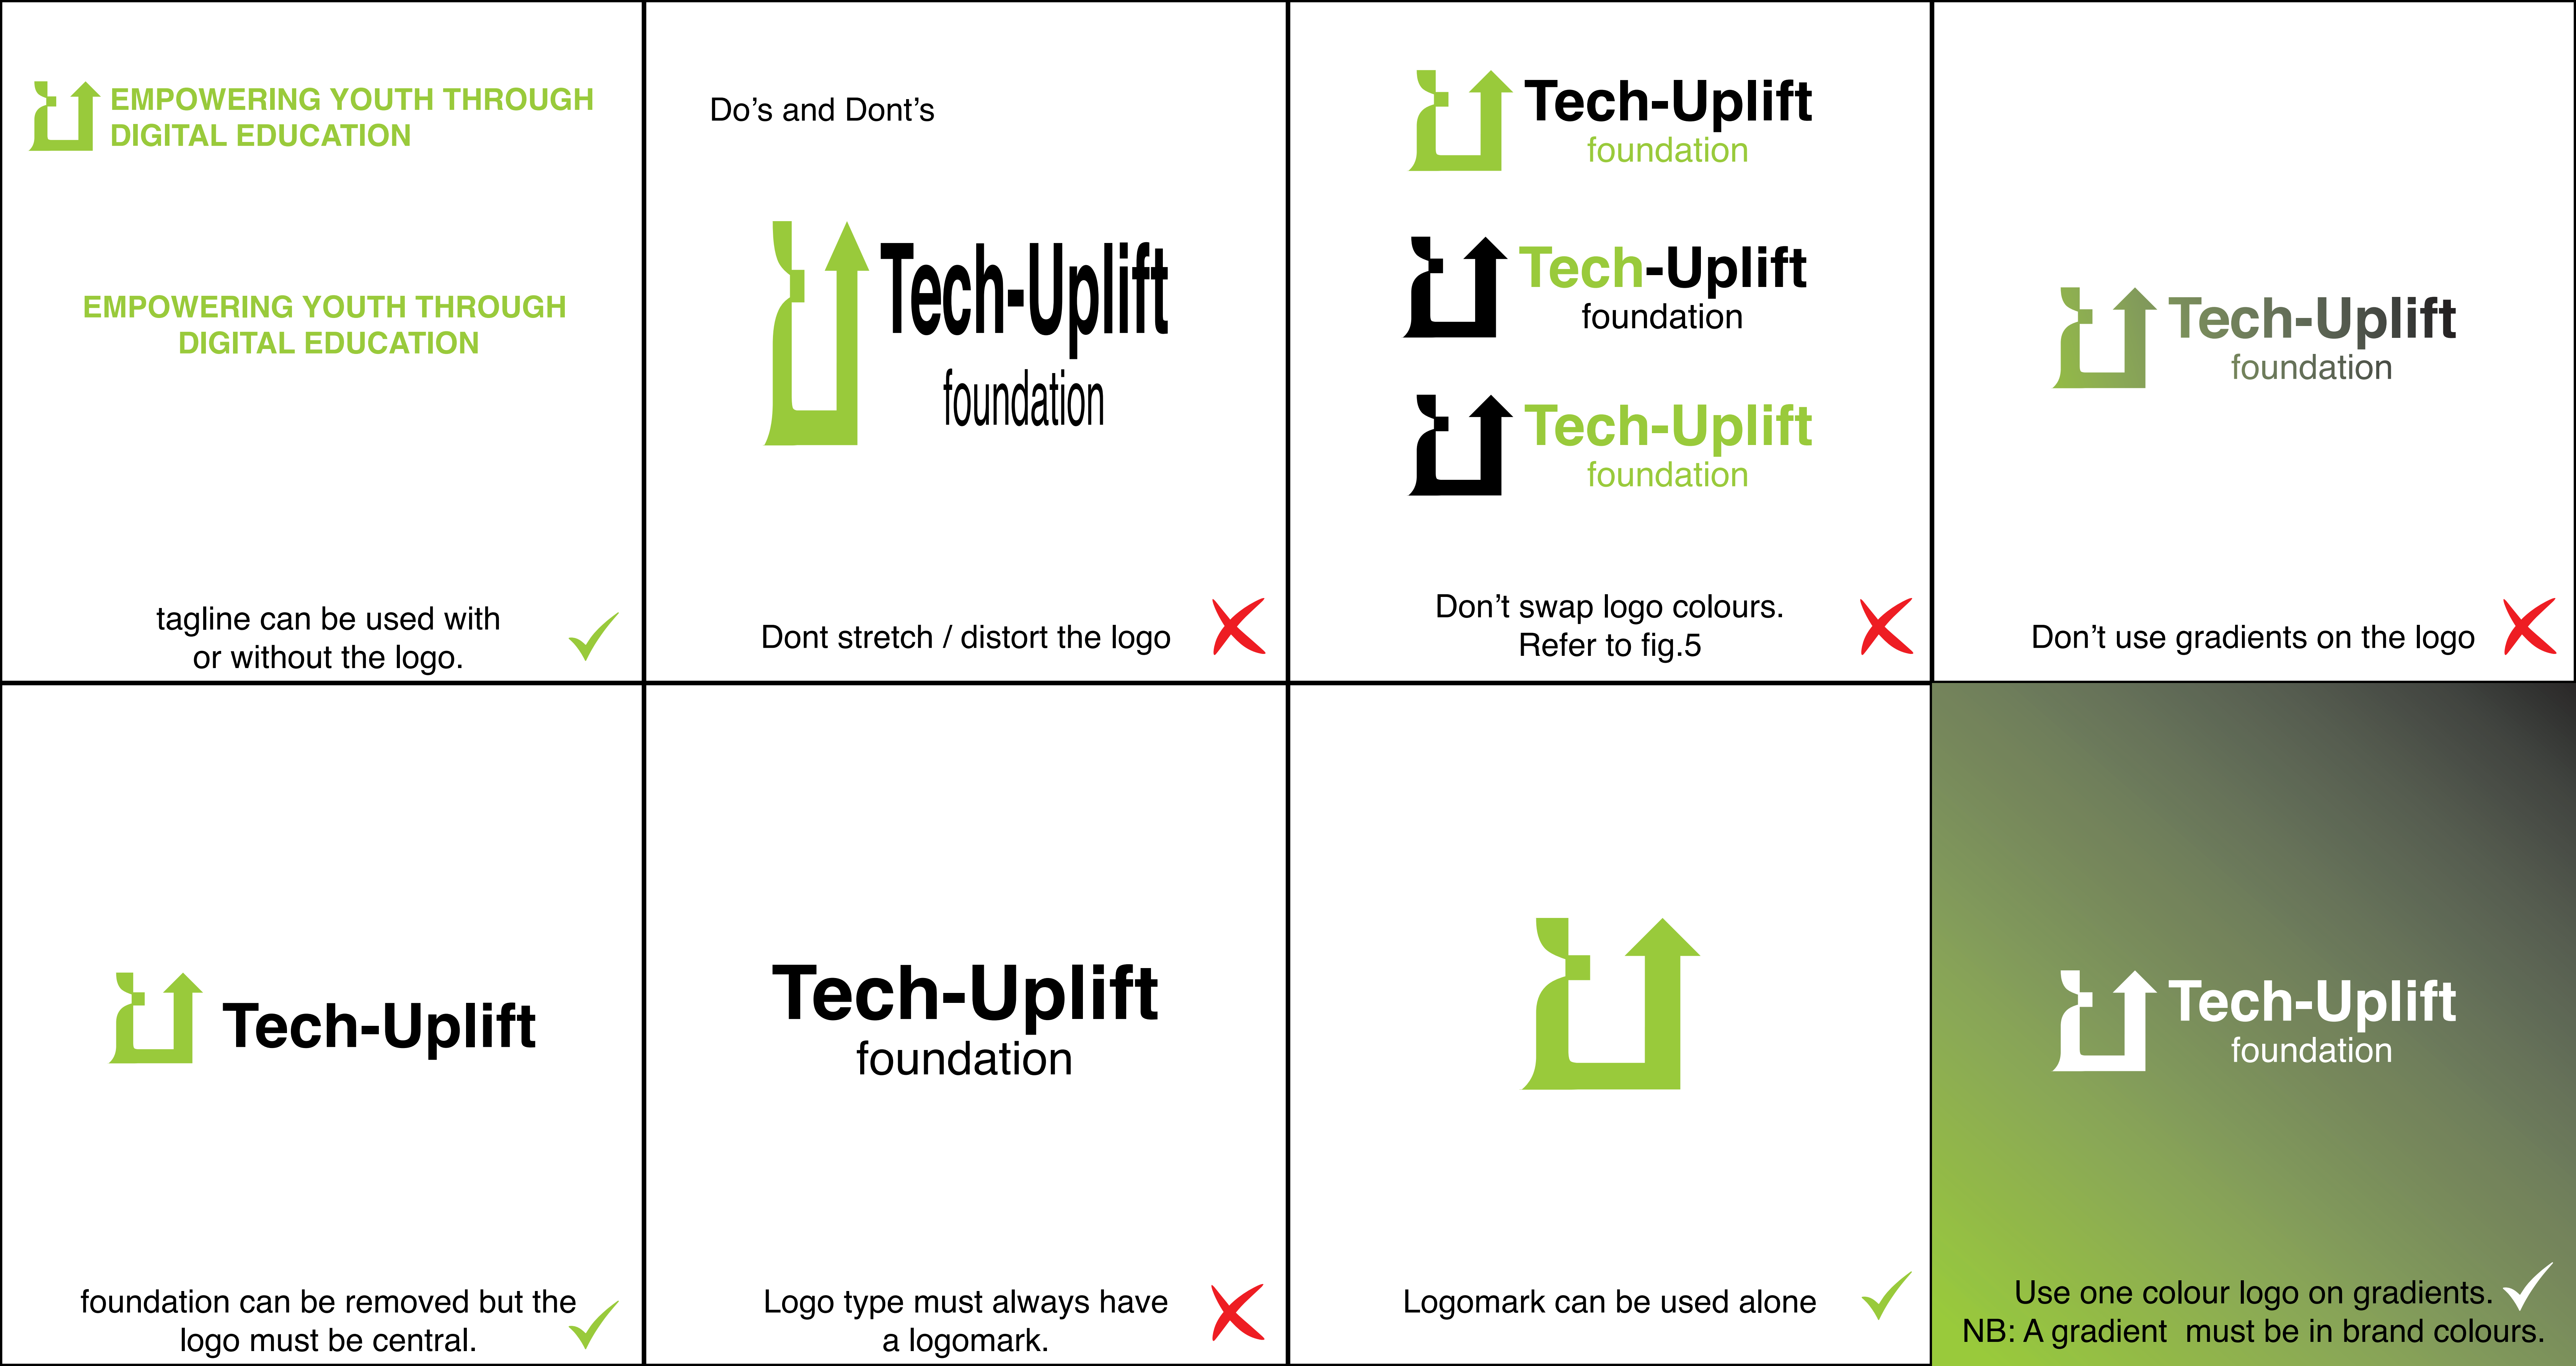 EMPOWERING YOUTH THROUGH
DIGITAL EDUCATION
EMPOWERING YOUTH THROUGH
DIGITAL EDUCATION
tagline can be used with
or without the logo.
Do’s and Dont’s
Tech-Uplift
foundation
Dont stretch / distort the logo
Tech-Uplift
foundation
Tech-Uplift
foundation
Tech-Uplift
foundation
Don’t swap logo colours.
Refer to fig.5
Tech-Uplift
foundation
Don’t use gradients on the logo
Tech-Uplift
foundation can be removed but the
logo must be central.
Tech-Uplift
foundation
Logo type must always have
a logomark.
Logomark can be used alone
Tech-Uplift
foundation
Use one colour logo on gradients.
NB: A gradient must be in brand colours.